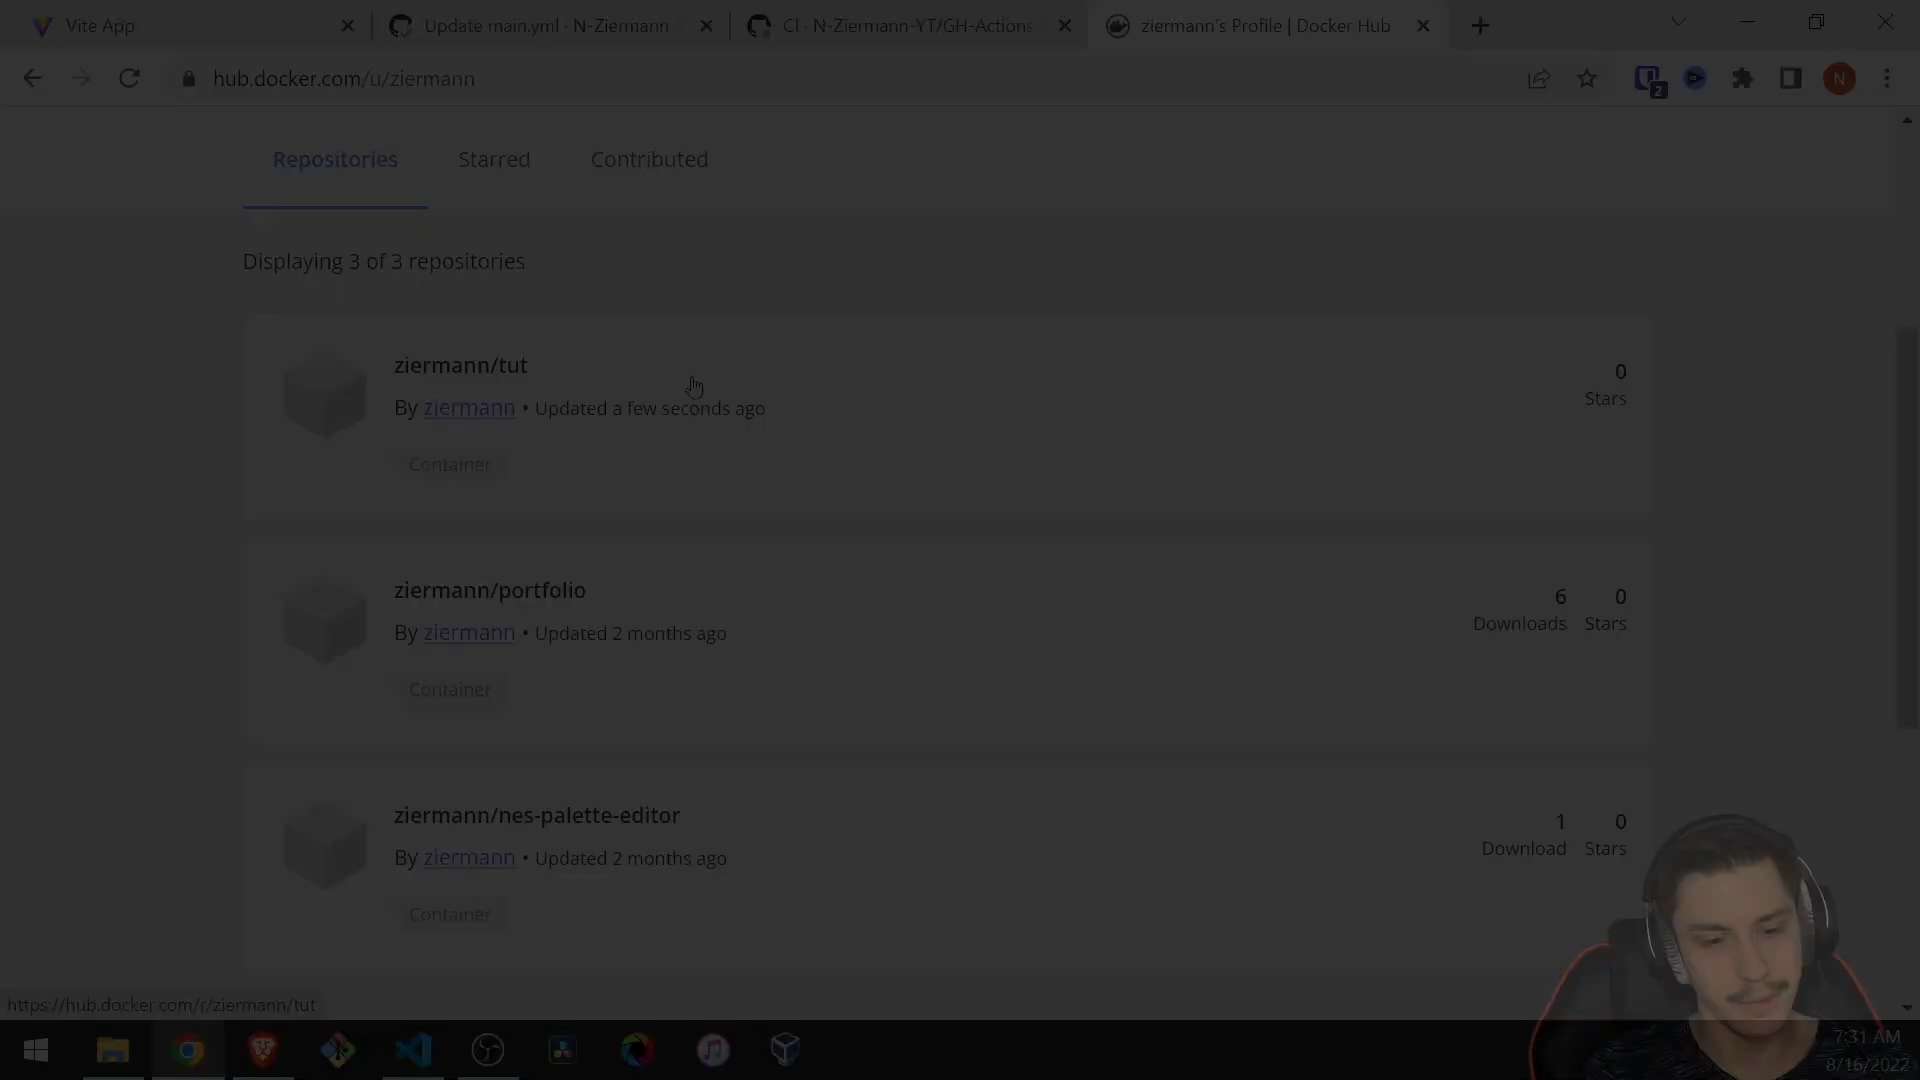 Vite App
Update main.yml · N-Ziermann
CI · N-Ziermann-YT/GH-Actions
ziermann's Profile | Docker Hub
hub.docker.com/u/ziermann
2
N
Repositories
Starred
Contributed
Displaying 3 of 3 repositories
ziermann/tut
By ziermann • Updated a few seconds ago
Container
0
Stars
ziermann/portfolio
By ziermann • Updated 2 months ago
Container
6
Downloads
0
Stars
ziermann/nes-palette-editor
By ziermann • Updated 2 months ago
Container
1
Download
0
Stars
https://hub.docker.com/r/ziermann/tut
7:31 AM
8/16/2022